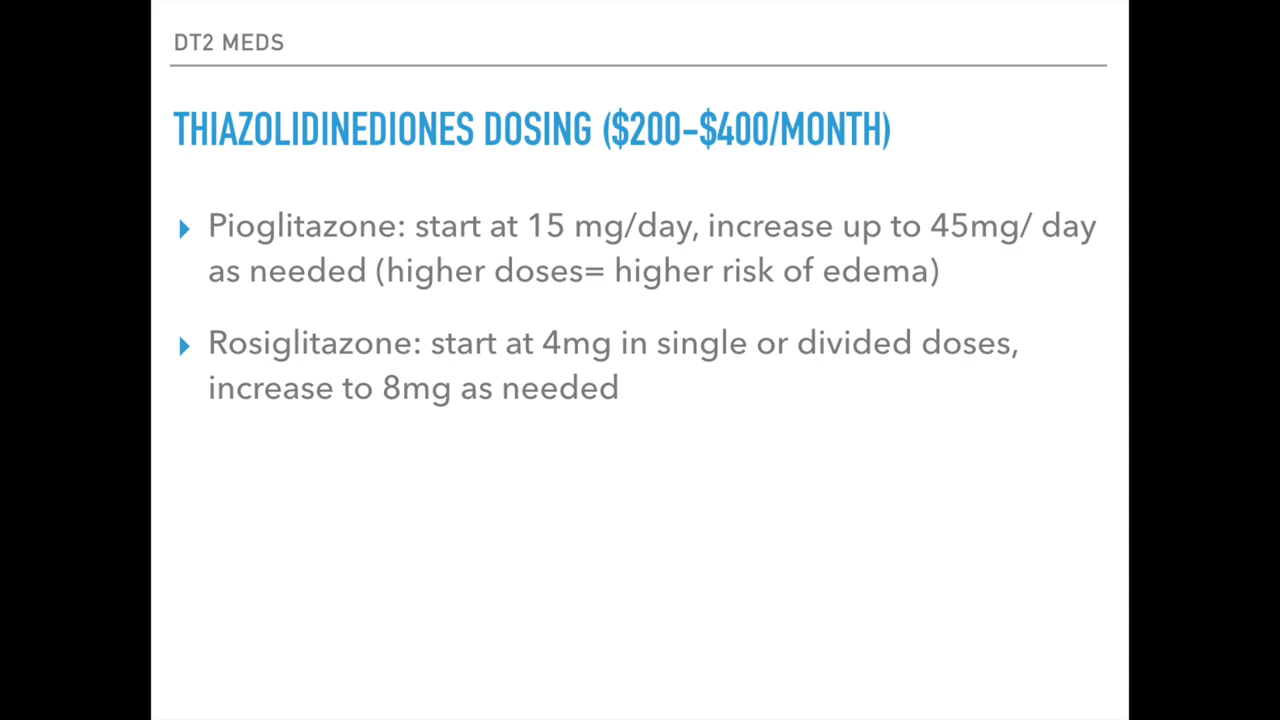 DT2 MEDS
THIAZOLIDINEDIONES DOSING ($200-$400/MONTH)
Pioglitazone: start at 15 mg/day, increase up to 45mg/ day
as needed (higher doses= higher risk of edema)
Rosiglitazone: start at 4mg in single or divided doses,
increase to 8mg as needed